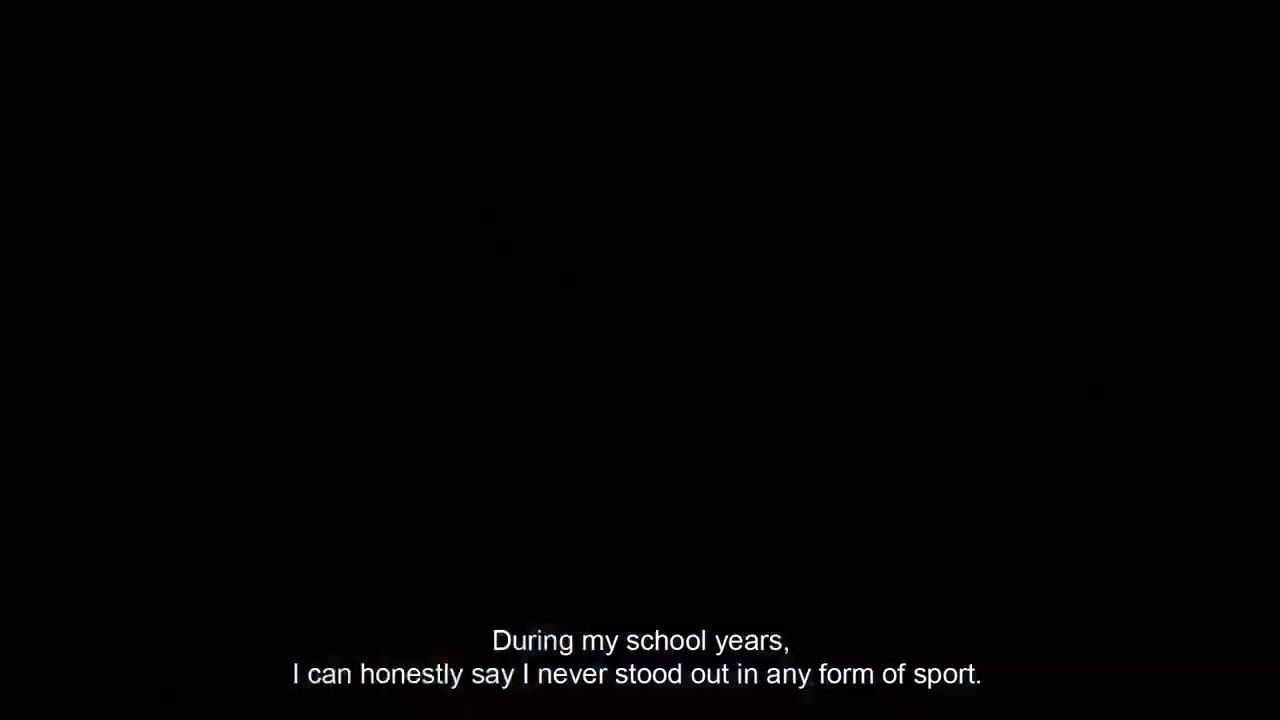 During my school years,
I can honestly say I never stood out in any form of sport.